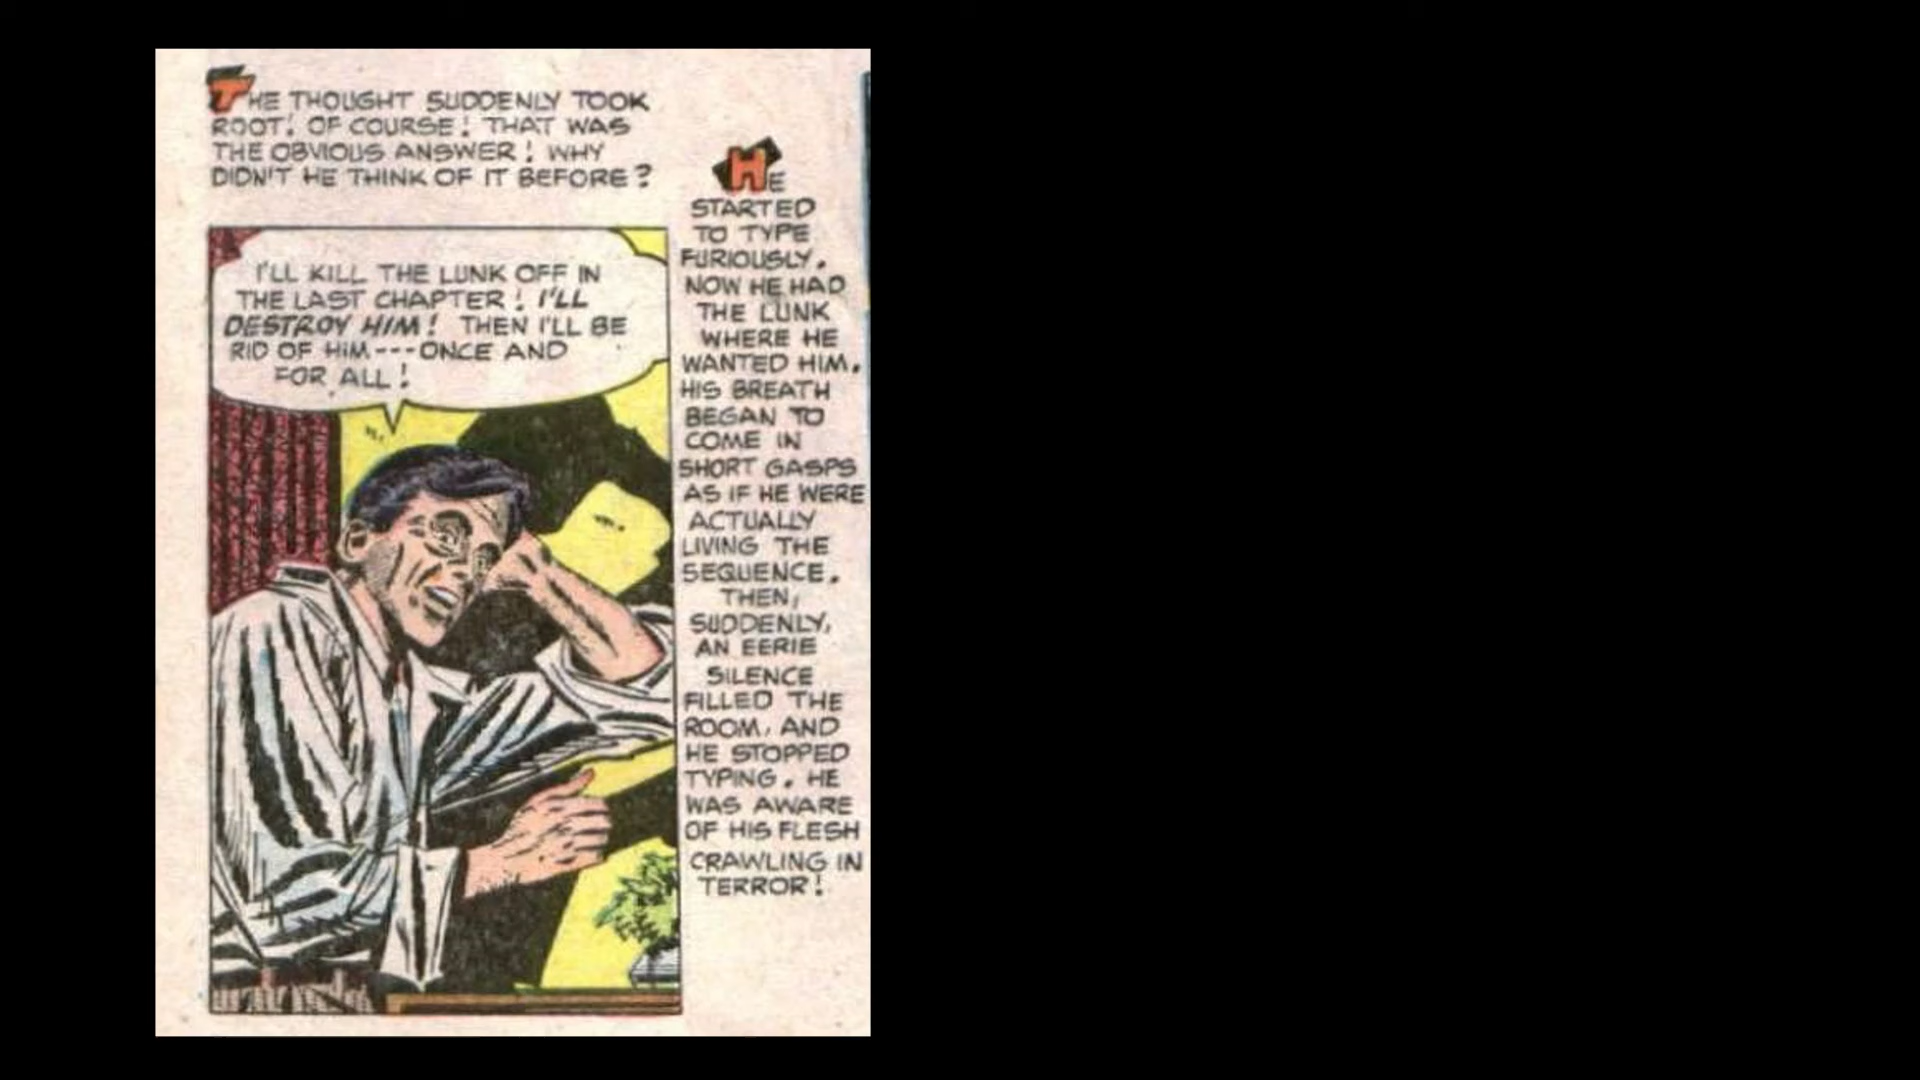 THE THOUGHT SUDDENLY TOOK
ROOT! OF COURSE! THAT WAS
THE OBVIOUS ANSWER! WHY
DIDN'T HE THINK OF IT BEFORE?
I'LL KILL THE LUNK OFF IN
THE LAST CHAPTER! I'LL
DESTROY HIM! THEN I'LL BE
RID OF HIM---ONCE AND
FOR ALL!
HE
STARTED
TO TYPE
FURIOUSLY.
NOW HE HAD
THE LUNK
WHERE HE
WANTED HIM.
HIS BREATH
BEGAN TO
COME IN
SHORT GASPS
AS IF HE WERE
ACTUALLY
LIVING THE
SEQUENCE.
THEN,
SUDDENLY,
AN EERIE
SILENCE
FILLED THE
ROOM, AND
HE STOPPED
TYPING. HE
WAS AWARE
OF HIS FLESH
CRAWLING IN
TERROR!